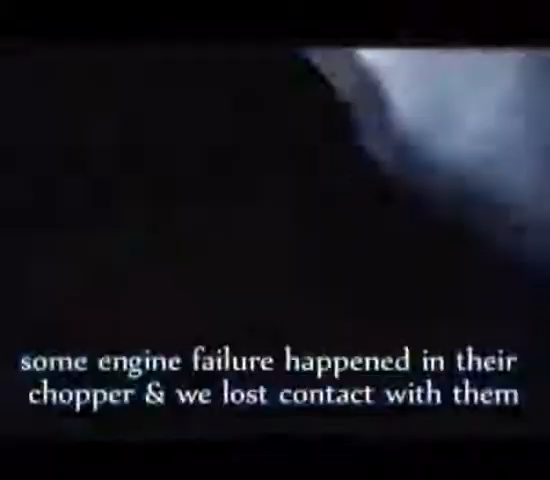 some engine failure happened in their
chopper & we lost contact with them